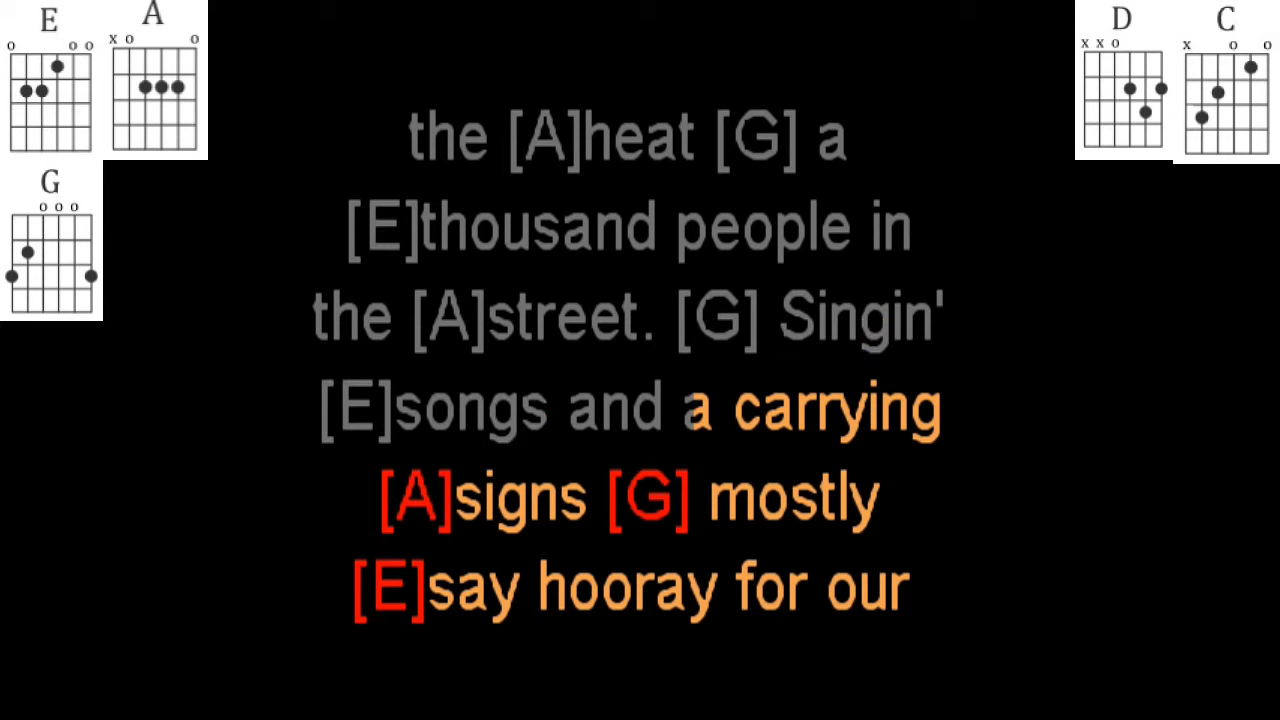 E A D C
x o o o o x x o x o o
G
o o o
the [A]heat [G] a
[E]thousand people in
the [A]street. [G] Singin'
[E]songs and a carrying
[A]signs [G] mostly
[E]say hooray for our